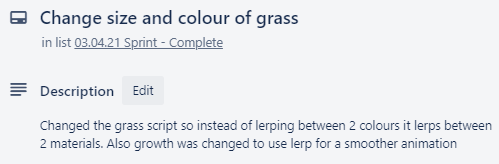 Change size and colour of grass
in list 03.04.21 Sprint - Complete
Description Edit
Changed the grass script so instead of lerping between 2 colours it lerps between
2 materials. Also growth was changed to use lerp for a smoother animation